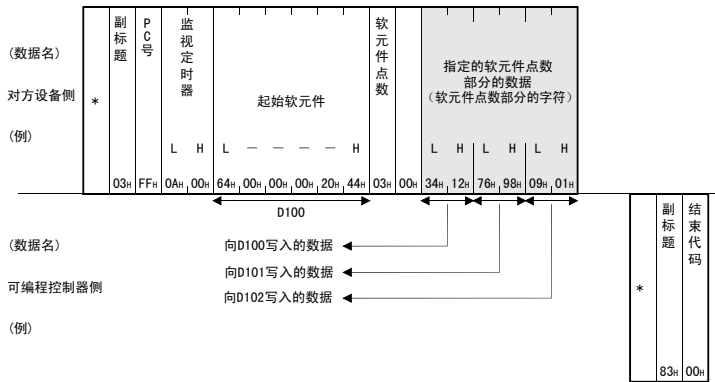 (数据名)
对方设备侧
(例)
*
副标题
PC号
监视定时器
起始软元件
软元件点数
指定的软元件点数
部分的数据
(软元件点数部分的字符)
L H L － － － － H L H L H L H
03H FFH 0AH 00H 64H 00H 00H 00H 20H 44H 03H 00H 34H 12H 76H 98H 09H 01H
D100
向D100写入的数据
向D101写入的数据
向D102写入的数据
(数据名)
可编程控制器侧
(例)
*
副标题
结束代码
83H 00H